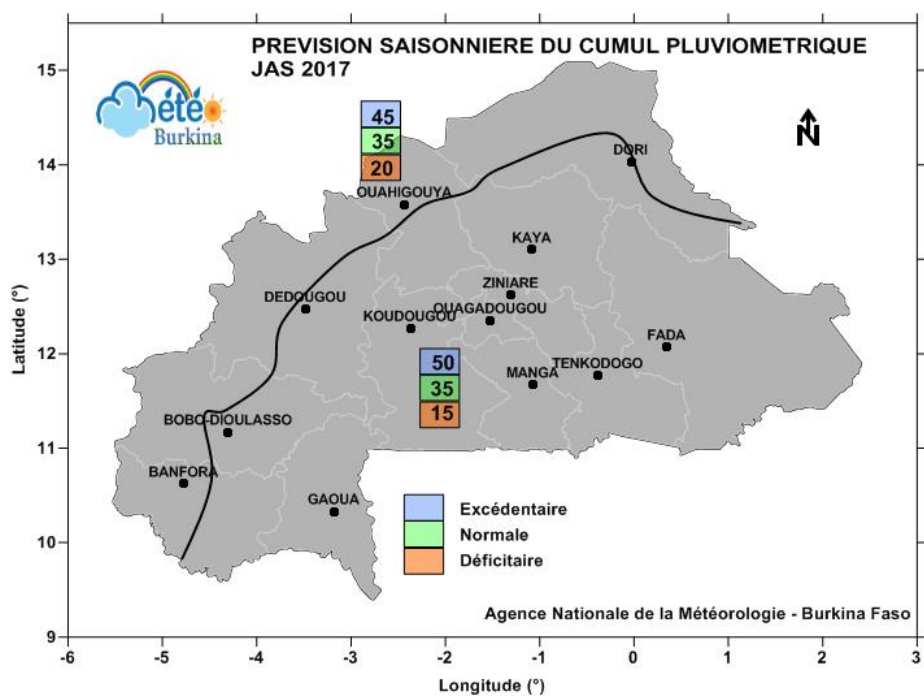 PREVISION SAISONNIERE DU CUMUL PLUVIOMETRIQUE
JAS 2017
Météo
Burkina
N
45
35
20
OUAHIGOUYA
DORI
KAYA
ZINIARE
DEDOUGOU
OUAGADOUGOU
KOUDOUGOU
FADA
50
35
15
MANGA
TENKODOGO
BOBO-DIOULASSO
BANFORA
GAOUA
Excédentaire
Normale
Déficitaire
Agence Nationale de la Météorologie - Burkina Faso
Latitude (°)
15
14
13
12
11
10
9
-6 -5 -4 -3 -2 -1 0 1 2 3
Longitude (°)